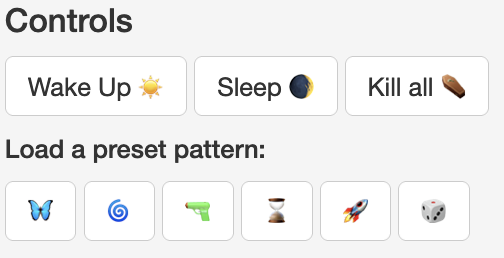 Controls
Wake Up ☀️ Sleep 🌒 Kill all ⚰️
Load a preset pattern:
🦋 🌀 🔫 ⏳ 🚀 🎲